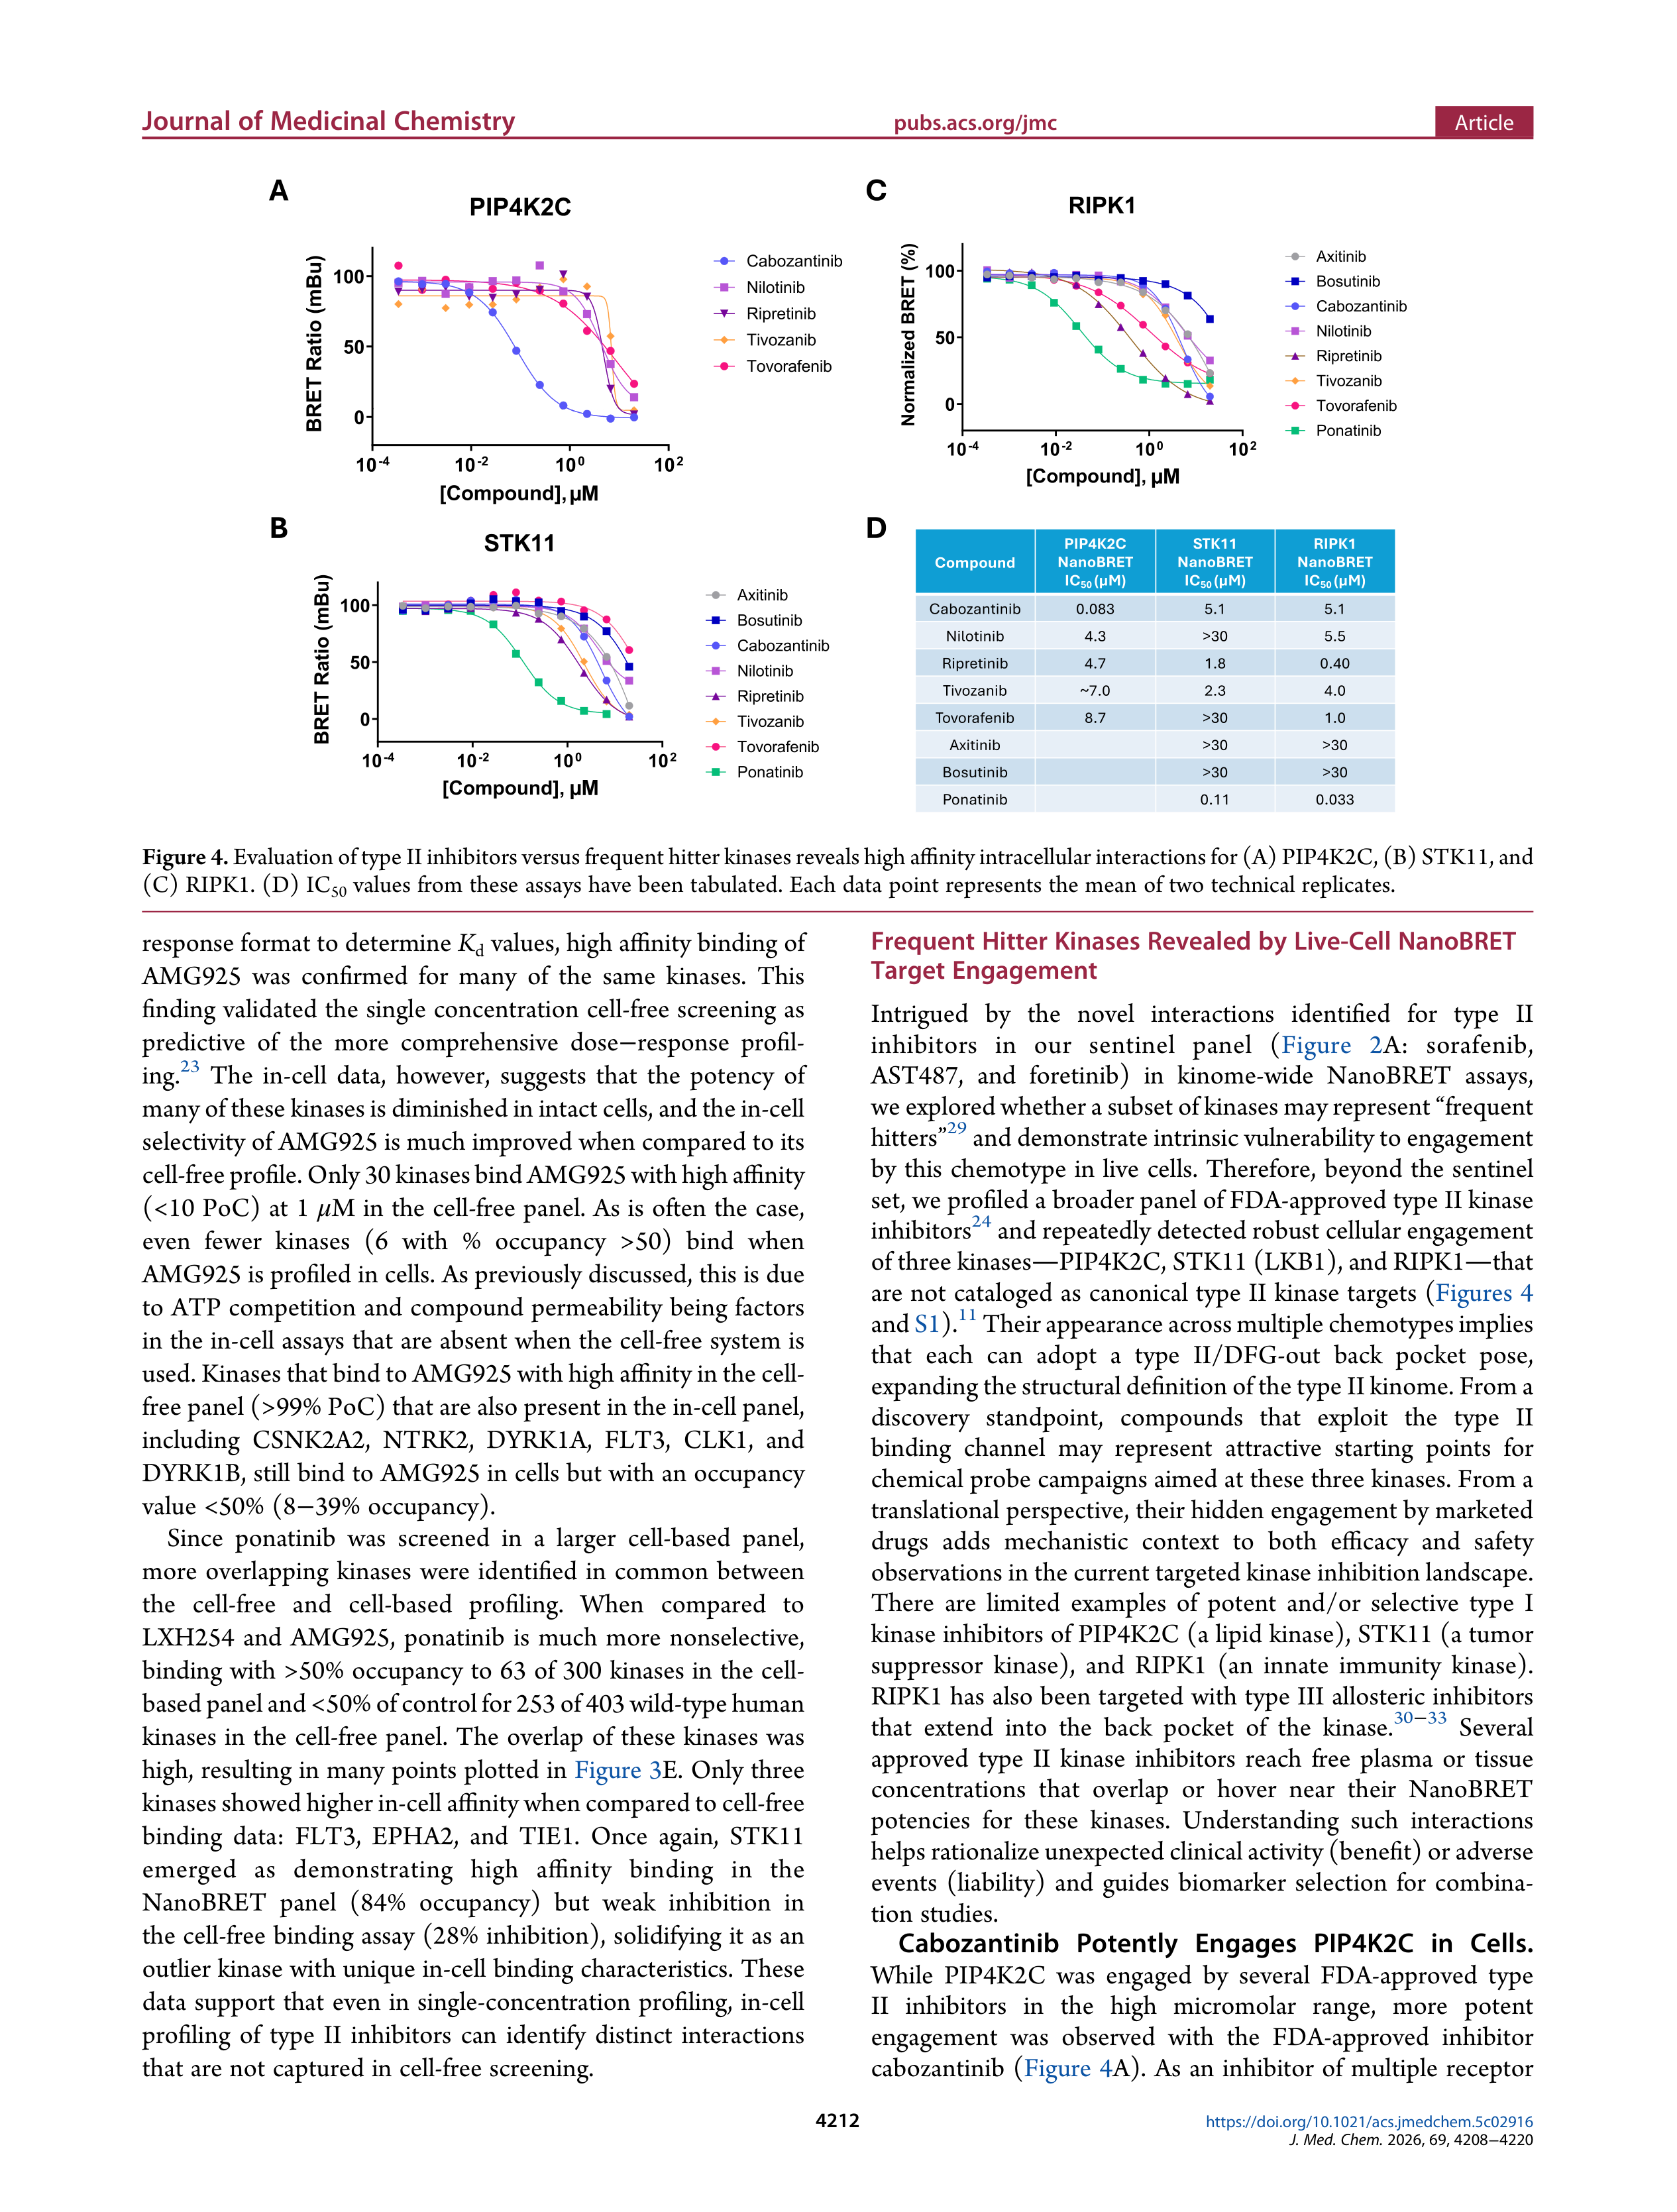 Journal of Medicinal Chemistry
pubs.acs.org/jmc
Article
A
PIP4K2C
BRET Ratio (mBu)
100
50
0
10-4
10-2
10⁰
10²
[Compound], µM
Cabozantinib
Nilotinib
Ripretinib
Tivozanib
Tovorafenib
C
RIPK1
Normalized BRET (%)
100
50
0
10-4
10-2
10⁰
10²
[Compound], µM
Axitinib
Bosutinib
Cabozantinib
Nilotinib
Ripretinib
Tivozanib
Tovorafenib
Ponatinib
B
STK11
BRET Ratio (mBu)
100
50
0
10-4
10-2
10⁰
10²
[Compound], µM
Axitinib
Bosutinib
Cabozantinib
Nilotinib
Ripretinib
Tivozanib
Tovorafenib
Ponatinib
D
Compound PIP4K2C NanoBRET IC50 (µM) STK11 NanoBRET IC50 (µM) RIPK1 NanoBRET IC50 (µM)
Cabozantinib 0.083 5.1 5.1
Nilotinib 4.3 >30 5.5
Ripretinib 4.7 1.8 0.40
Tivozanib ~7.0 2.3 4.0
Tovorafenib 8.7 >30 1.0
Axitinib >30 >30
Bosutinib >30 >30
Ponatinib 0.11 0.033
Figure 4. Evaluation of type II inhibitors versus frequent hitter kinases reveals high affinity intracellular interactions for (A) PIP4K2C, (B) STK11, and
(C) RIPK1. (D) IC50 values from these assays have been tabulated. Each data point represents the mean of two technical replicates.
response format to determine Kd values, high affinity binding of
AMG925 was confirmed for many of the same kinases. This
finding validated the single concentration cell-free screening as
predictive of the more comprehensive dose−response profil-
ing.23 The in-cell data, however, suggests that the potency of
many of these kinases is diminished in intact cells, and the in-cell
selectivity of AMG925 is much improved when compared to its
cell-free profile. Only 30 kinases bind AMG925 with high affinity
(<10 PoC) at 1 µM in the cell-free panel. As is often the case,
even fewer kinases (6 with % occupancy >50) bind when
AMG925 is profiled in cells. As previously discussed, this is due
to ATP competition and compound permeability being factors
in the in-cell assays that are absent when the cell-free system is
used. Kinases that bind to AMG925 with high affinity in the cell-
free panel (>99% PoC) that are also present in the in-cell panel,
including CSNK2A2, NTRK2, DYRK1A, FLT3, CLK1, and
DYRK1B, still bind to AMG925 in cells but with an occupancy
value <50% (8−39% occupancy).
Since ponatinib was screened in a larger cell-based panel,
more overlapping kinases were identified in common between
the cell-free and cell-based profiling. When compared to
LXH254 and AMG925, ponatinib is much more nonselective,
binding with >50% occupancy to 63 of 300 kinases in the cell-
based panel and <50% of control for 253 of 403 wild-type human
kinases in the cell-free panel. The overlap of these kinases was
high, resulting in many points plotted in Figure 3E. Only three
kinases showed higher in-cell affinity when compared to cell-free
binding data: FLT3, EPHA2, and TIE1. Once again, STK11
emerged as demonstrating high affinity binding in the
NanoBRET panel (84% occupancy) but weak inhibition in
the cell-free binding assay (28% inhibition), solidifying it as an
outlier kinase with unique in-cell binding characteristics. These
data support that even in single-concentration profiling, in-cell
profiling of type II inhibitors can identify distinct interactions
that are not captured in cell-free screening.
Frequent Hitter Kinases Revealed by Live-Cell NanoBRET
Target Engagement
Intrigued by the novel interactions identified for type II
inhibitors in our sentinel panel (Figure 2A: sorafenib,
AST487, and foretinib) in kinome-wide NanoBRET assays,
we explored whether a subset of kinases may represent “frequent
hitters”29 and demonstrate intrinsic vulnerability to engagement
by this chemotype in live cells. Therefore, beyond the sentinel
set, we profiled a broader panel of FDA-approved type II kinase
inhibitors24 and repeatedly detected robust cellular engagement
of three kinases—PIP4K2C, STK11 (LKB1), and RIPK1—that
are not cataloged as canonical type II kinase targets (Figures 4
and S1).11 Their appearance across multiple chemotypes implies
that each can adopt a type II/DFG-out back pocket pose,
expanding the structural definition of the type II kinome. From a
discovery standpoint, compounds that exploit the type II
binding channel may represent attractive starting points for
chemical probe campaigns aimed at these three kinases. From a
translational perspective, their hidden engagement by marketed
drugs adds mechanistic context to both efficacy and safety
observations in the current targeted kinase inhibition landscape.
There are limited examples of potent and/or selective type I
kinase inhibitors of PIP4K2C (a lipid kinase), STK11 (a tumor
suppressor kinase), and RIPK1 (an innate immunity kinase).
RIPK1 has also been targeted with type III allosteric inhibitors
that extend into the back pocket of the kinase.30−33 Several
approved type II kinase inhibitors reach free plasma or tissue
concentrations that overlap or hover near their NanoBRET
potencies for these kinases. Understanding such interactions
helps rationalize unexpected clinical activity (benefit) or adverse
events (liability) and guides biomarker selection for combina-
tion studies.
Cabozantinib Potently Engages PIP4K2C in Cells.
While PIP4K2C was engaged by several FDA-approved type
II inhibitors in the high micromolar range, more potent
engagement was observed with the FDA-approved inhibitor
cabozantinib (Figure 4A). As an inhibitor of multiple receptor
4212
https://doi.org/10.1021/acs.jmedchem.5c02916
J. Med. Chem. 2026, 69, 4208−4220